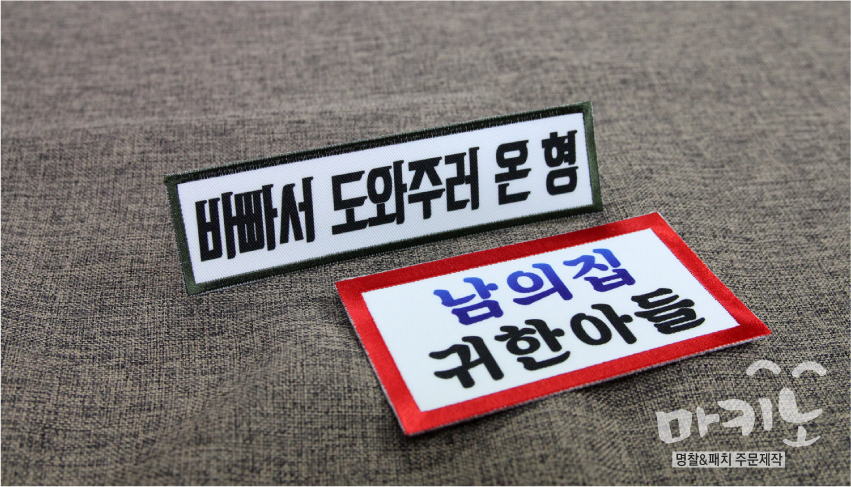 바빠서 도와주러 온 형
남의집
귀한아들
마키노
명찰&패치 주문제작